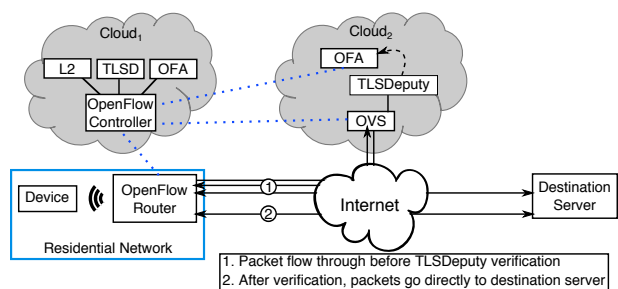 Cloud1
Cloud2
L2
TLSD
OFA
OpenFlow
Controller
OFA
TLSDeputy
OVS
Device
OpenFlow
Router
1
2
Internet
Destination
Server
Residential Network
1. Packet flow through before TLSDeputy verification
2. After verification, packets go directly to destination server